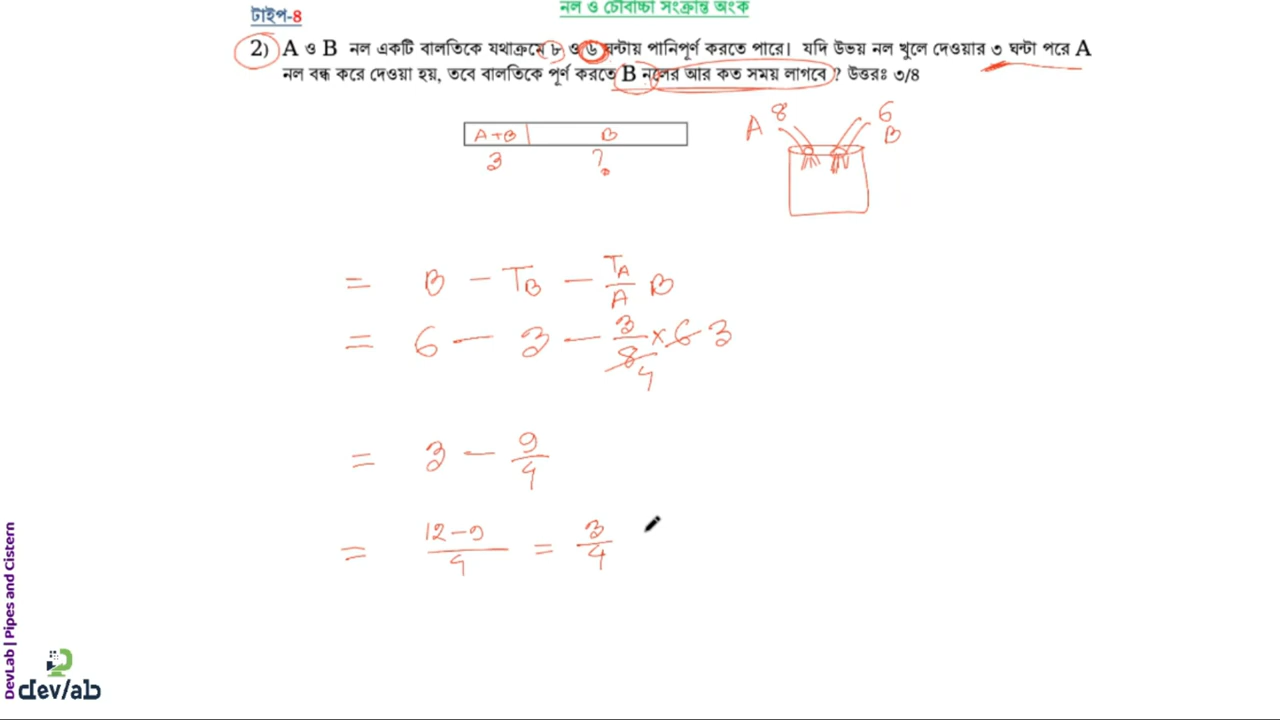 নল ও চৌবাচ্চা সংক্রান্ত অংক
টাইপ-৪
2) A ও B নল একটি বালতিকে যথাক্রমে ৮ ও ৬ ঘন্টায় পানিপূর্ণ করতে পারে। যদি উভয় নল খুলে দেওয়ার ৩ ঘন্টা পরে A
নল বন্ধ করে দেওয়া হয়, তবে বালতিকে পূর্ণ করতে B নলের আর কত সময় লাগবে ? উত্তরঃ ৩/৪
A+B B
3 ?
A 8 6 B
= B - T_B - T_A/A B
= 6 - 3 - 3/8 × 6 3
4
= 3 - 9/4
= 12-9/4 = 3/4
DevLab | Pipes and Cistern
dev/ab